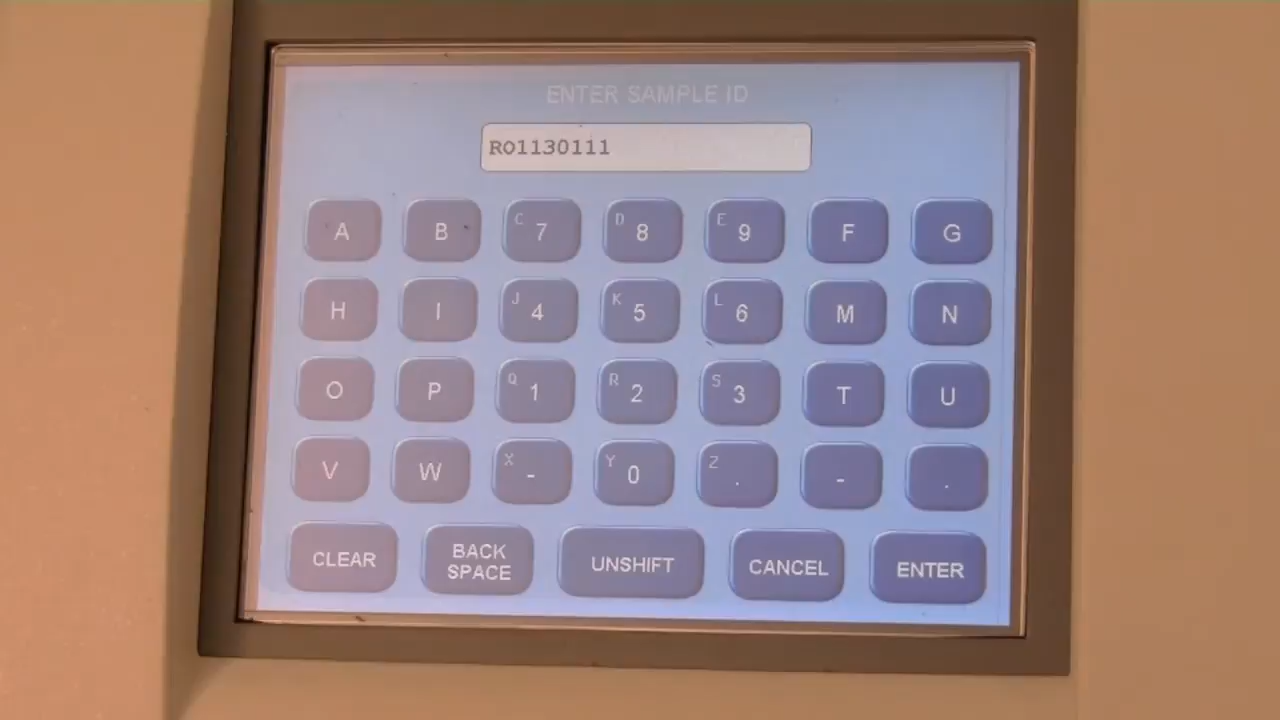 ENTER SAMPLE ID
RO1130111
A B C 7 D 8 E 9 F G
H I J 4 K 5 L 6 M N
O P Q 1 R 2 S 3 T U
V W X - Y 0 Z . - .
CLEAR BACK SPACE UNSHIFT CANCEL ENTER